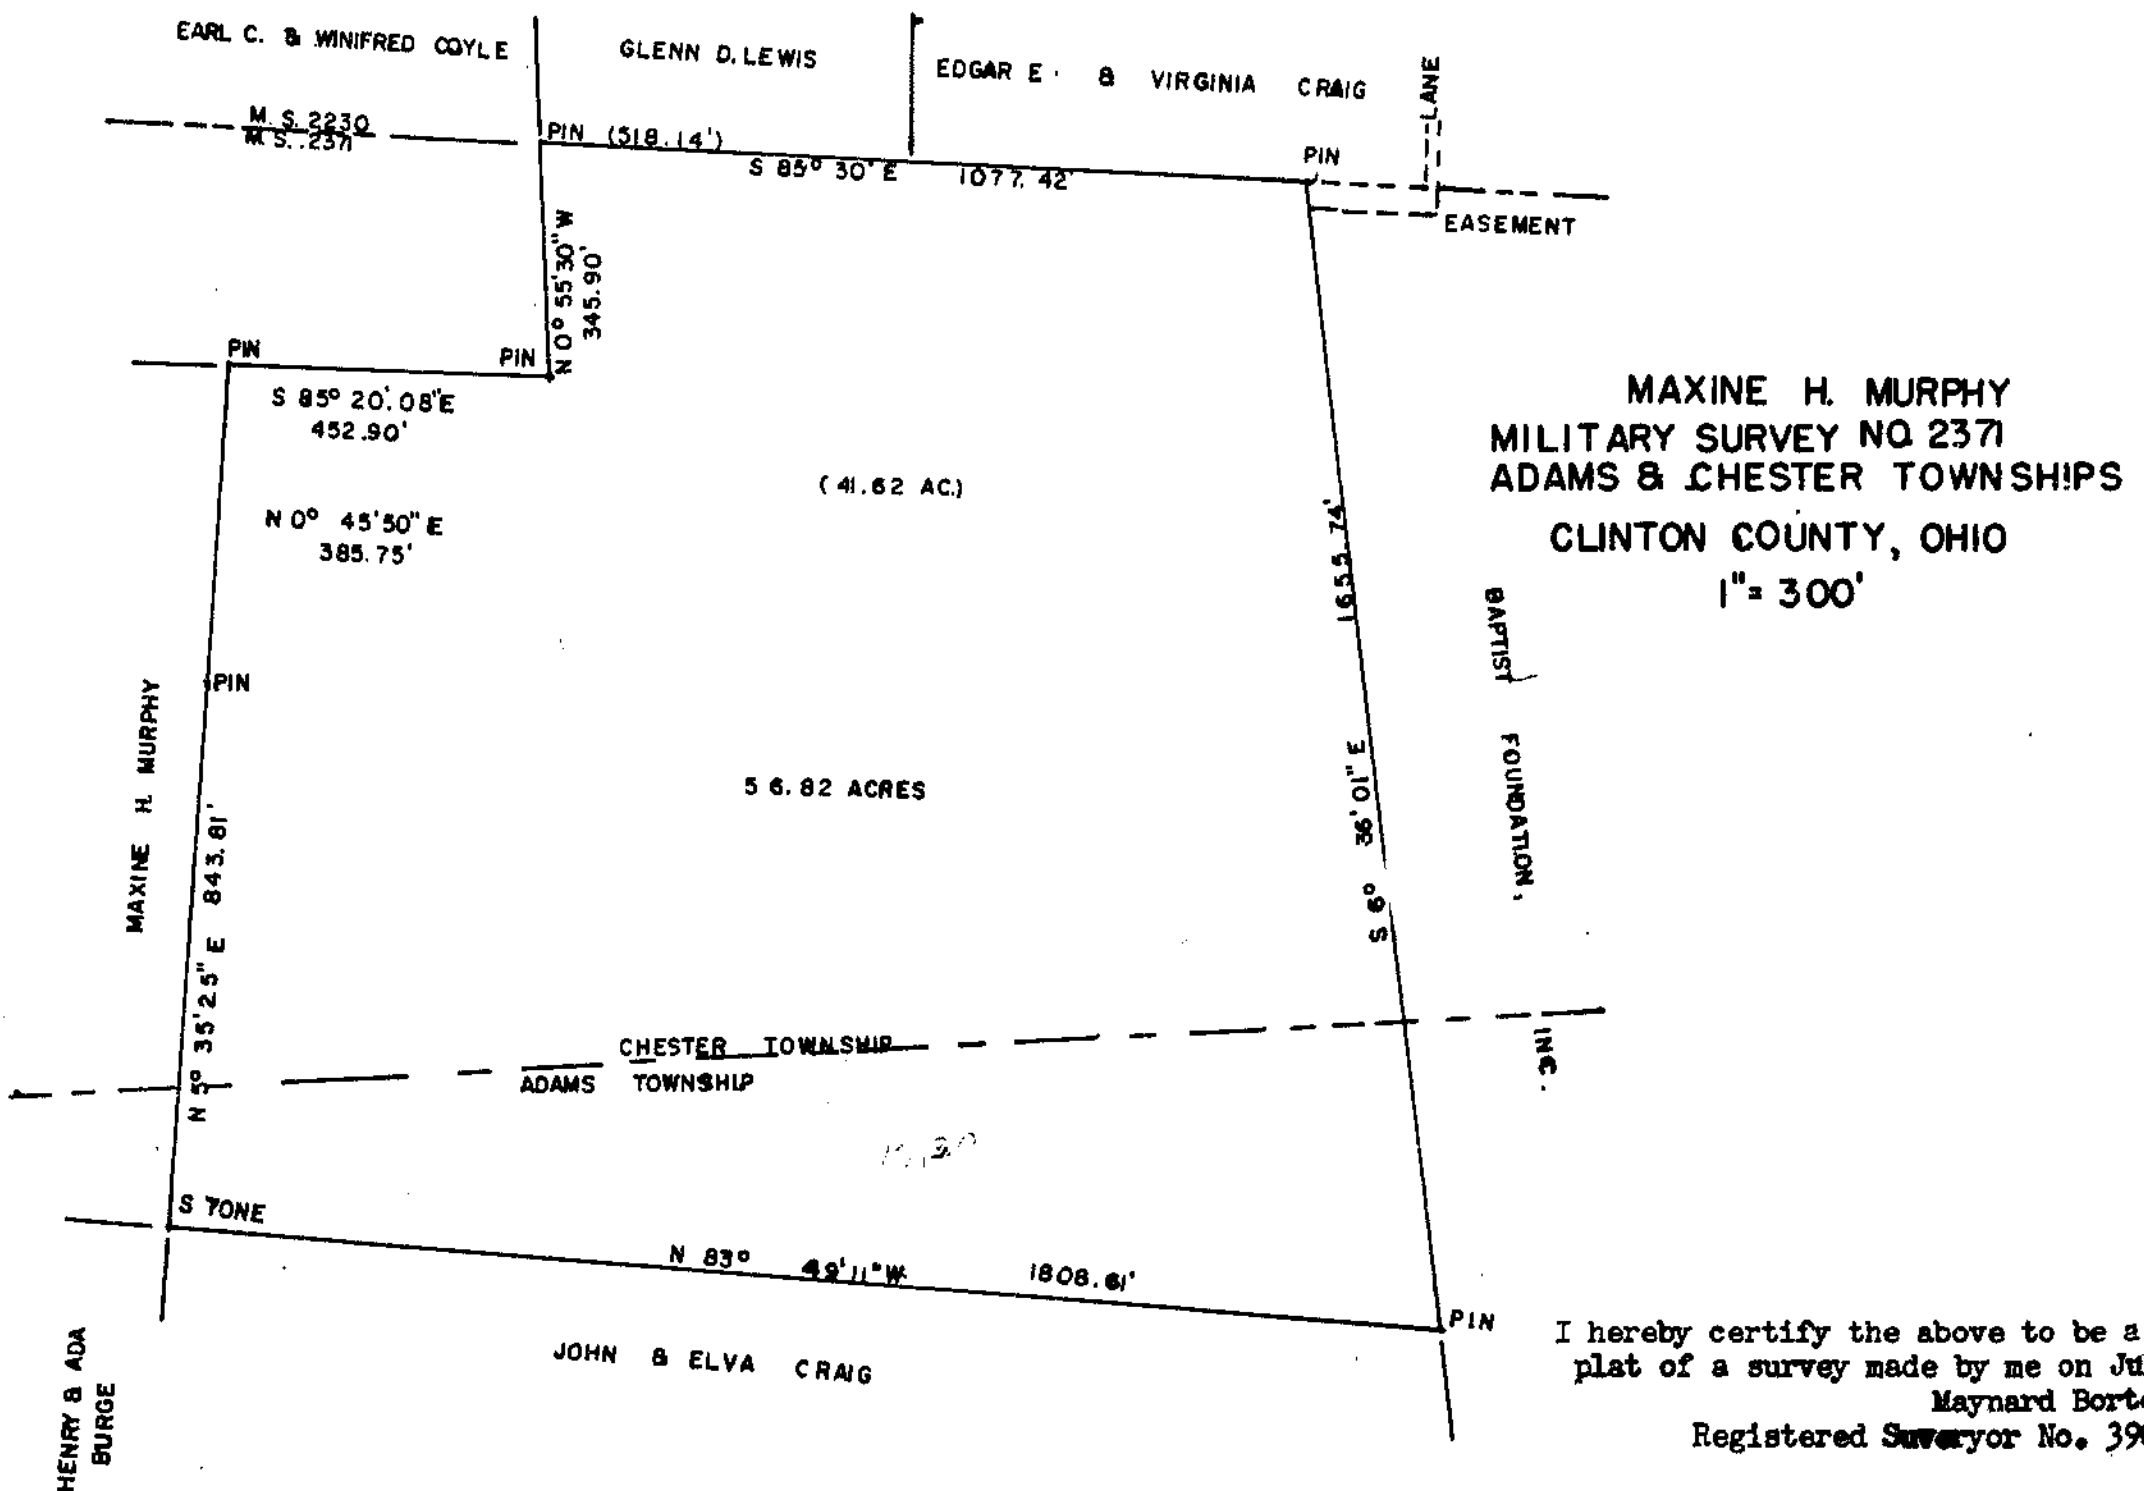 EARL C. & WINIFRED COYLE
GLENN D. LEWIS
EDGAR E. & VIRGINIA CRAIG
LANE
M. S. 2230
M. S. 2371
PIN (518.14')
S 85° 30' E 1077.42'
PIN
EASEMENT
N 0° 55'30" W
345.90'
PIN
PIN
S 85° 20'.08"E
452.90'
MAXINE H. MURPHY
MILITARY SURVEY NO. 2371
ADAMS & CHESTER TOWNSHIPS
CLINTON COUNTY, OHIO
1"= 300'
(41.62 AC.)
N 0° 45'50" E
385.75'
1655.74'
S 6° 36'01" E
BAPTIST FOUNDATION, INC.
PIN
MAXINE H. MURPHY
56.82 ACRES
N 5° 35'25" E 843.81'
CHESTER TOWNSHIP
ADAMS TOWNSHIP
STONE
N 83° 49'11" W 1808.61'
PIN
JOHN & ELVA CRAIG
HENRY & ADA
BURGE
I hereby certify the above to be a
plat of a survey made by me on
Maynard
Registered Suveryor No.